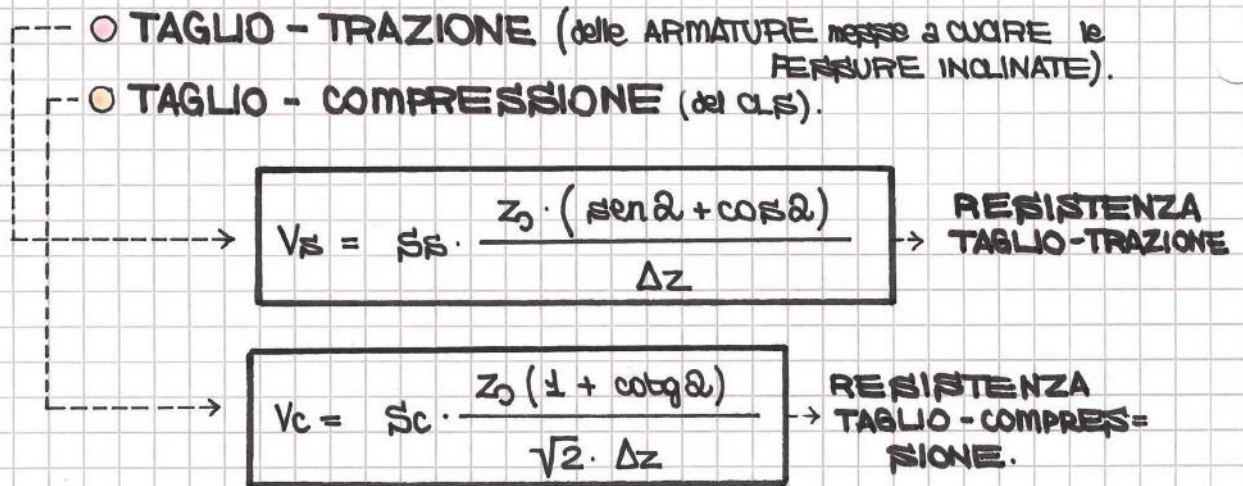 TAGLIO - TRAZIONE (delle ARMATURE messe a CUCIRE le
FESSURE INCLINATE).
TAGLIO - COMPRESSIONE (del CLS).
Vs = Ss · z₀ · (sen α + cos α) / Δz → RESISTENZA
TAGLIO-TRAZIONE
Vc = Sc · z₀ (1 + cotg α) / √2 · Δz → RESISTENZA
TAGLIO-COMPRES=
SIONE.